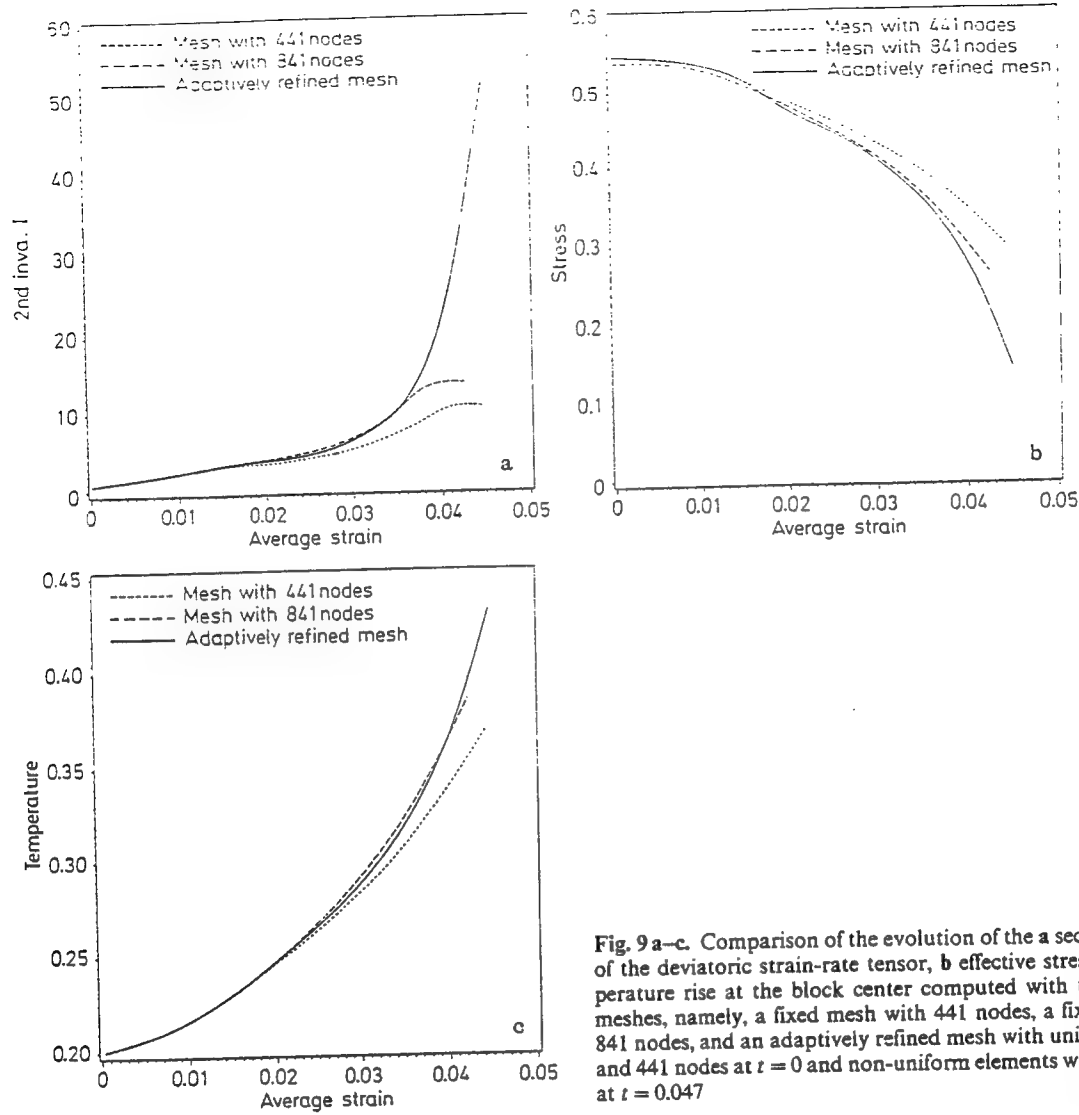 60
Mesh with 441 nodes
Mesh with 841 nodes
Adaptively refined mesh
50
40
30
20
10
0
2nd inva. I
a
0 0.01 0.02 0.03 0.04 0.05
Average strain
0.6
Mesh with 441 nodes
Mesh with 841 nodes
Adaptively refined mesh
0.5
0.4
0.3
0.2
0.1
0
Stress
b
0 0.01 0.02 0.03 0.04 0.05
Average strain
0.45
Mesh with 441 nodes
Mesh with 841 nodes
Adaptively refined mesh
0.40
0.35
0.30
0.25
0.20
Temperature
c
0 0.01 0.02 0.03 0.04 0.05
Average strain
Fig. 9 a–c. Comparison of the evolution of the a sec
of the deviatoric strain-rate tensor, b effective stres
perature rise at the block center computed with t
meshes, namely, a fixed mesh with 441 nodes, a fix
841 nodes, and an adaptively refined mesh with uni
and 441 nodes at t = 0 and non-uniform elements w
at t = 0.047